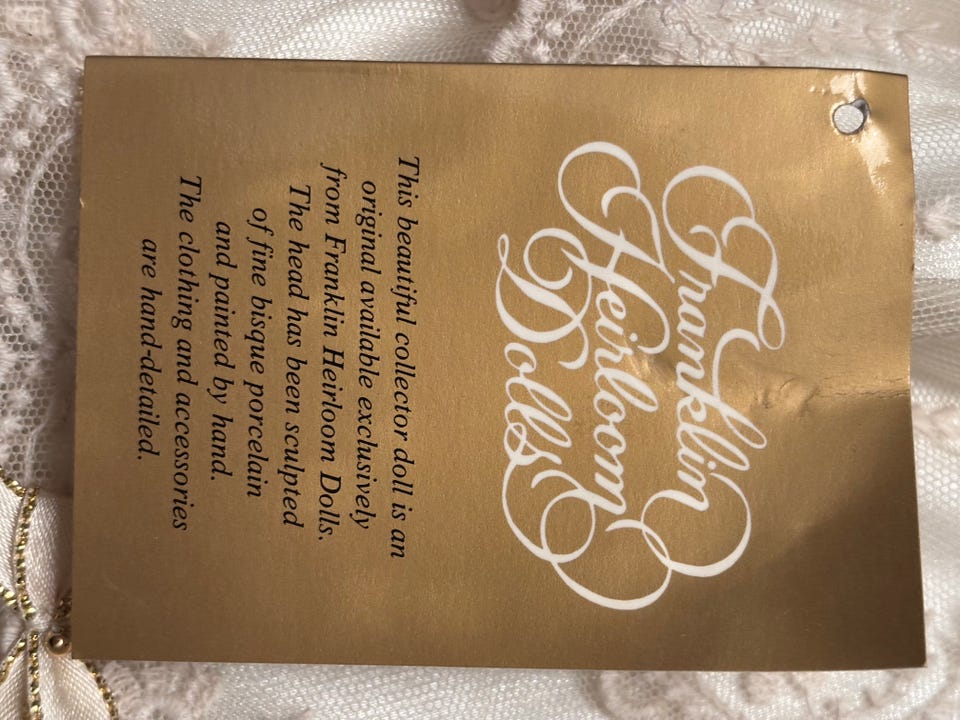 Franklin
Heirloom
Dolls
This beautiful collector doll is an
original available exclusively
from Franklin Heirloom Dolls.
The head has been sculpted
of fine bisque porcelain
and painted by hand.
The clothing and accessories
are hand-detailed.